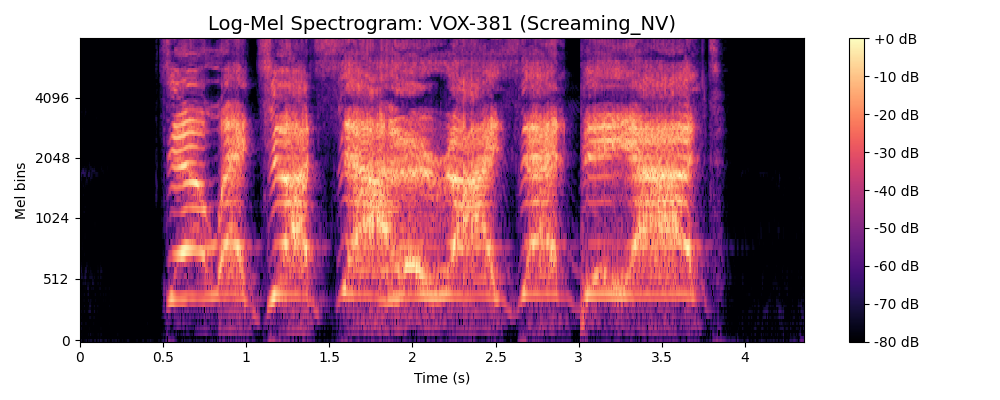 Log-Mel Spectrogram: VOX-381 (Screaming_NV)
+0 dB
-10 dB
-20 dB
-30 dB
-40 dB
-50 dB
-60 dB
-70 dB
-80 dB
Mel bins
4096
2048
1024
512
0
0 0.5 1 1.5 2 2.5 3 3.5 4
Time (s)